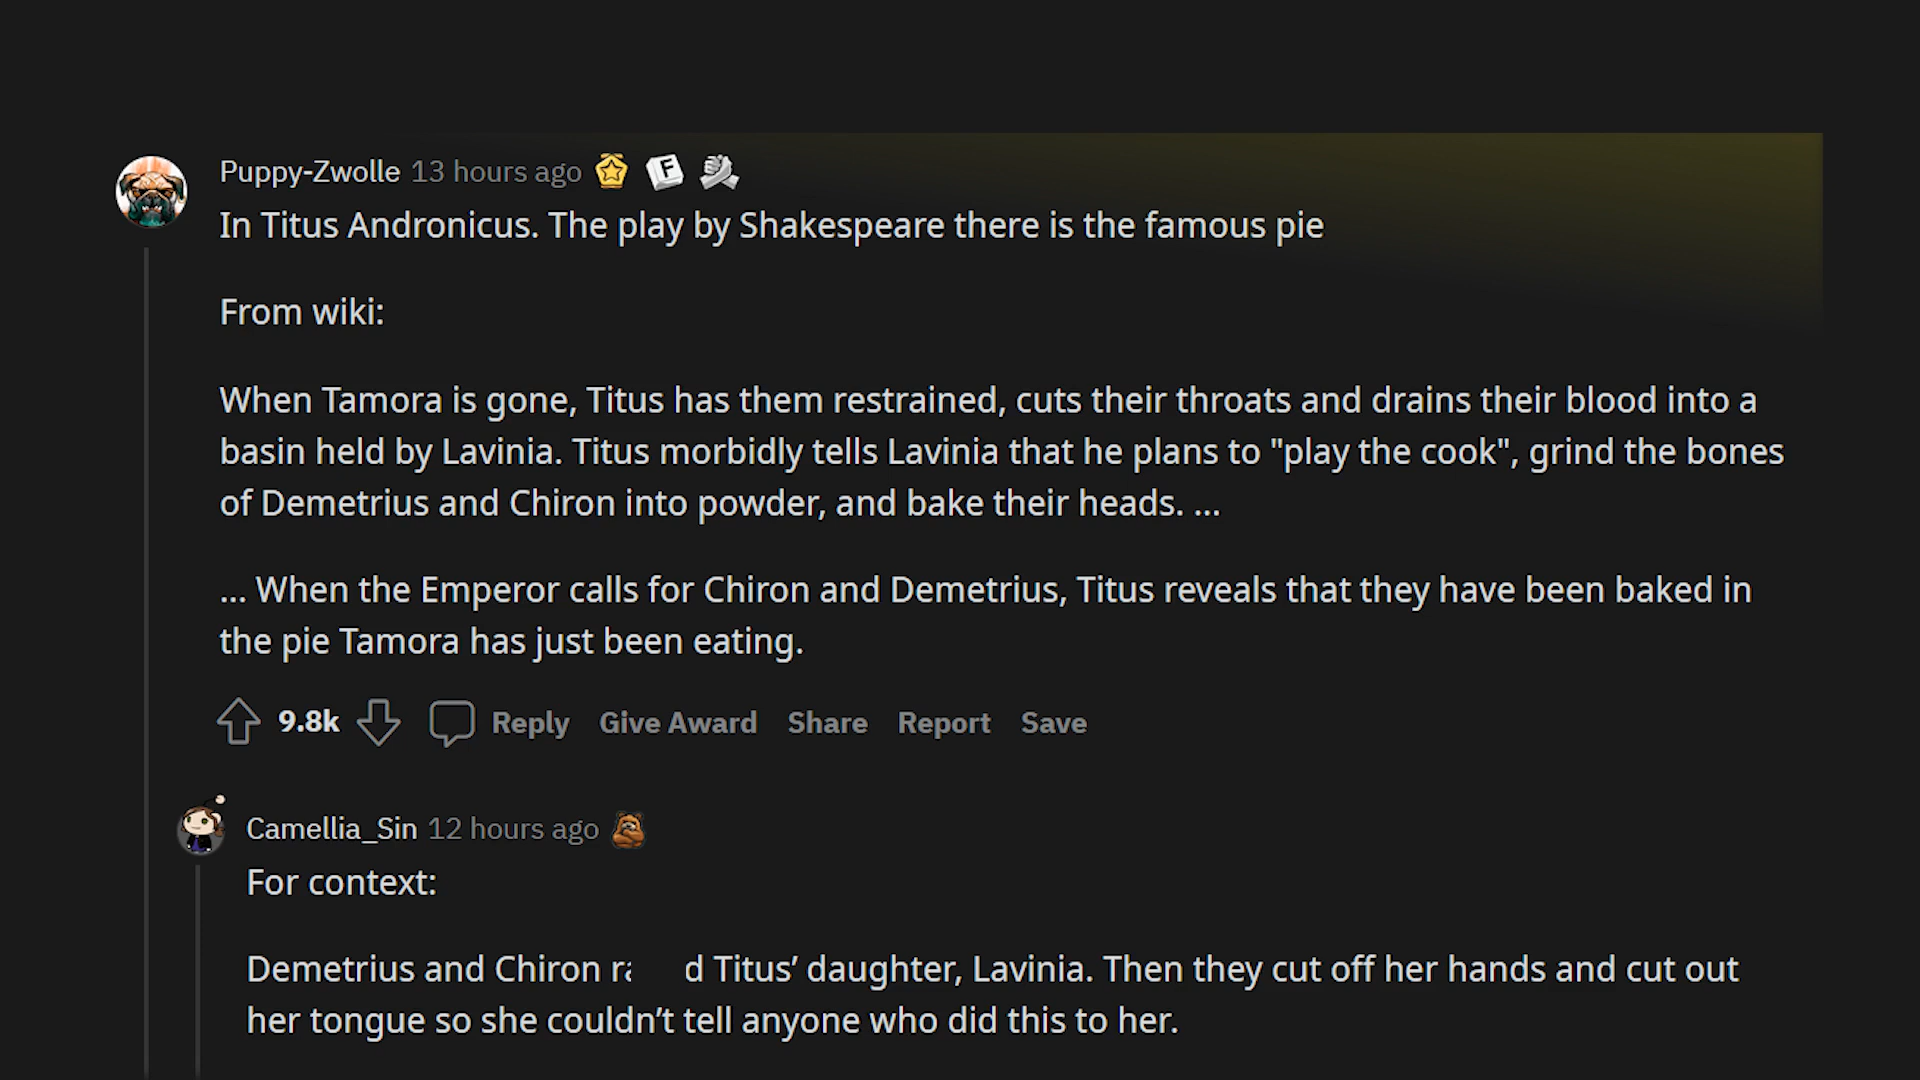 Puppy-Zwolle 13 hours ago
In Titus Andronicus. The play by Shakespeare there is the famous pie
From wiki:
When Tamora is gone, Titus has them restrained, cuts their throats and drains their blood into a
basin held by Lavinia. Titus morbidly tells Lavinia that he plans to "play the cook", grind the bones
of Demetrius and Chiron into powder, and bake their heads. ...
... When the Emperor calls for Chiron and Demetrius, Titus reveals that they have been baked in
the pie Tamora has just been eating.
9.8k Reply Give Award Share Report Save
Camellia_Sin 12 hours ago
For context:
Demetrius and Chiron d Titus’ daughter, Lavinia. Then they cut off her hands and cut out
her tongue so she couldn’t tell anyone who did this to her.